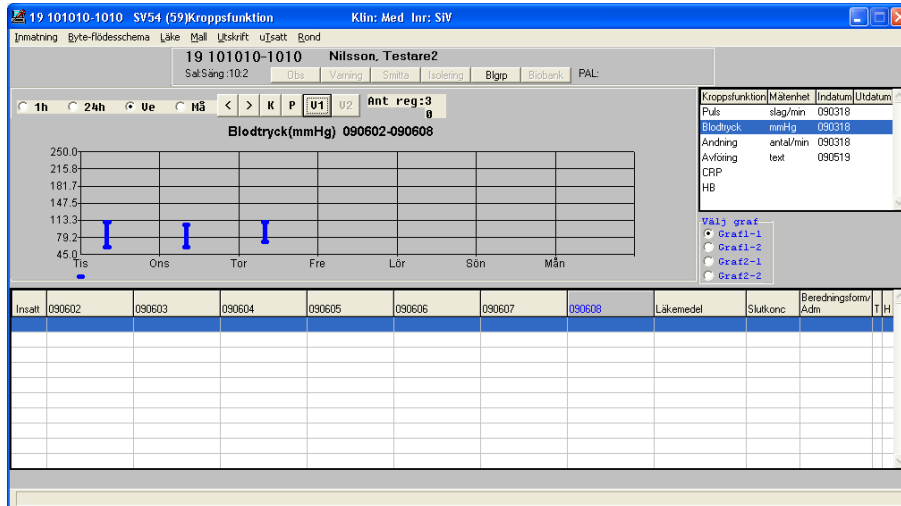 19 101010-1010 SV54 (59)Kroppsfunktion Klin: Med Inr: SiV
Inmatning Byte-flödesschema Läke Mall Utskrift uTsatt Rond
19 101010-1010 Nilsson, Testare2
Sal:Säng :10:2 Obs Varning Smitta Isolering Blgrp Biobank PAL:
1h 24h Ve Må < > K P U1 U2 Ant reg:3
0
Blodtryck(mmHg) 090602-090608
250.0
215.8
181.7
147.5
113.3
79.2
45.0
Tis Ons Tor Fre Lör Sön Mån
Kroppsfunktion Mätenhet Indatum Utdatum
Puls slag/min 090318
Blodtryck mmHg 090318
Andning antal/min 090318
Avföring text 090519
CRP
HB
Välj graf
Graf1-1
Graf1-2
Graf2-1
Graf2-2
Insatt 090602 090603 090604 090605 090606 090607 090608 Läkemedel Slutkonc Beredningsform/ T H
Adm